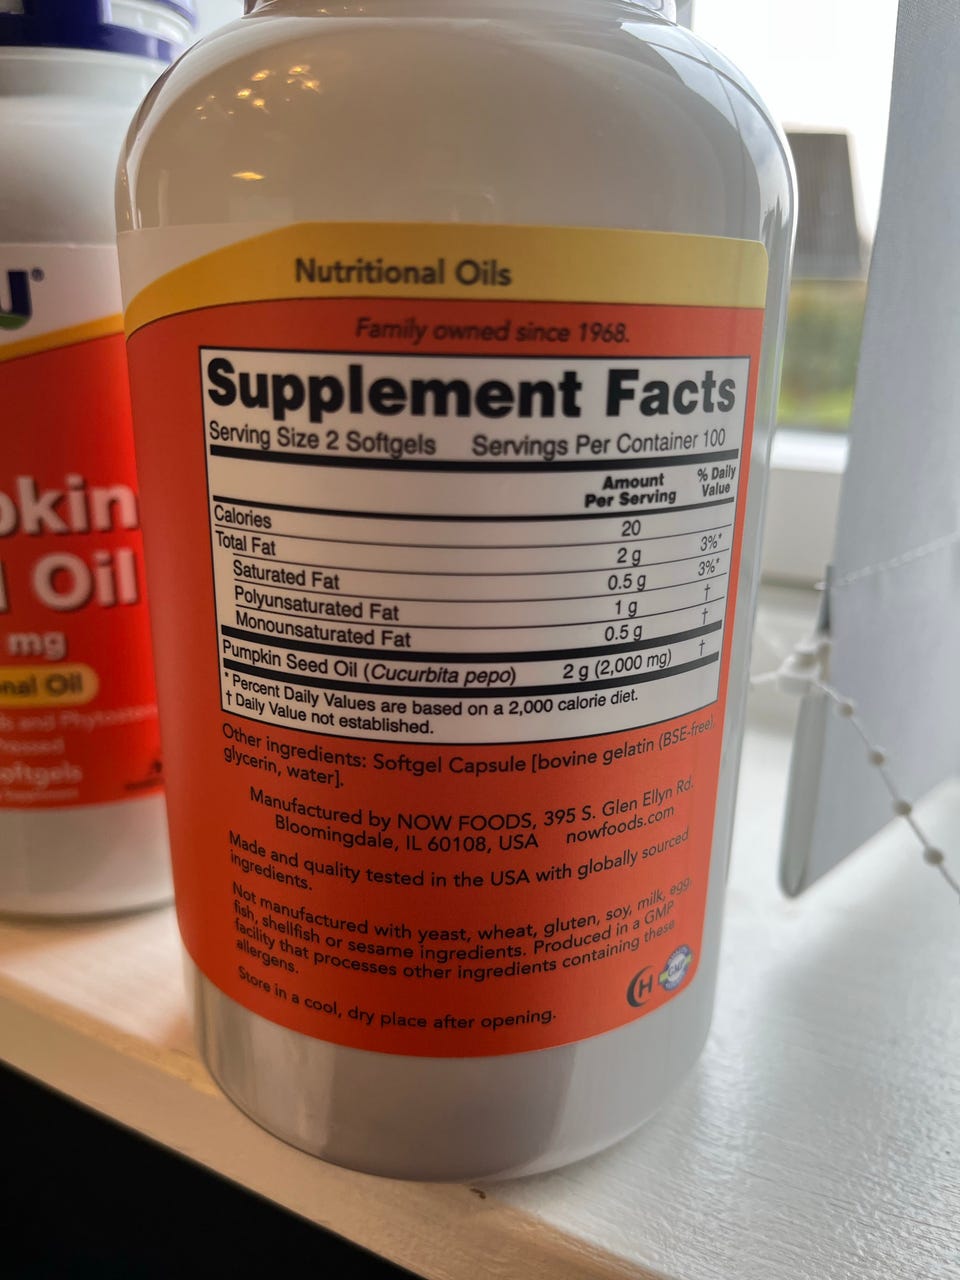 Nutritional Oils
Family owned since 1968.
Supplement Facts
Serving Size 2 Softgels Servings Per Container 100
Amount Per Serving % Daily Value
Calories 20
Total Fat 2 g 3%*
Saturated Fat 0.5 g 3%*
Polyunsaturated Fat 1 g †
Monounsaturated Fat 0.5 g †
Pumpkin Seed Oil (Cucurbita pepo) 2 g (2,000 mg) †
* Percent Daily Values are based on a 2,000 calorie diet.
† Daily Value not established.
Other ingredients: Softgel Capsule [bovine gelatin (BSE-free),
glycerin, water].
Manufactured by NOW FOODS, 395 S. Glen Ellyn Rd.
Bloomingdale, IL 60108, USA nowfoods.com
Made and quality tested in the USA with globally sourced
ingredients.
Not manufactured with yeast, wheat, gluten, soy, milk, egg,
fish, shellfish or sesame ingredients. Produced in a GMP
facility that processes other ingredients containing these
allergens.
Store in a cool, dry place after opening.
H
GMP
U®
pkin
Oil
mg
nal Oil
s and
ressed
oftgels